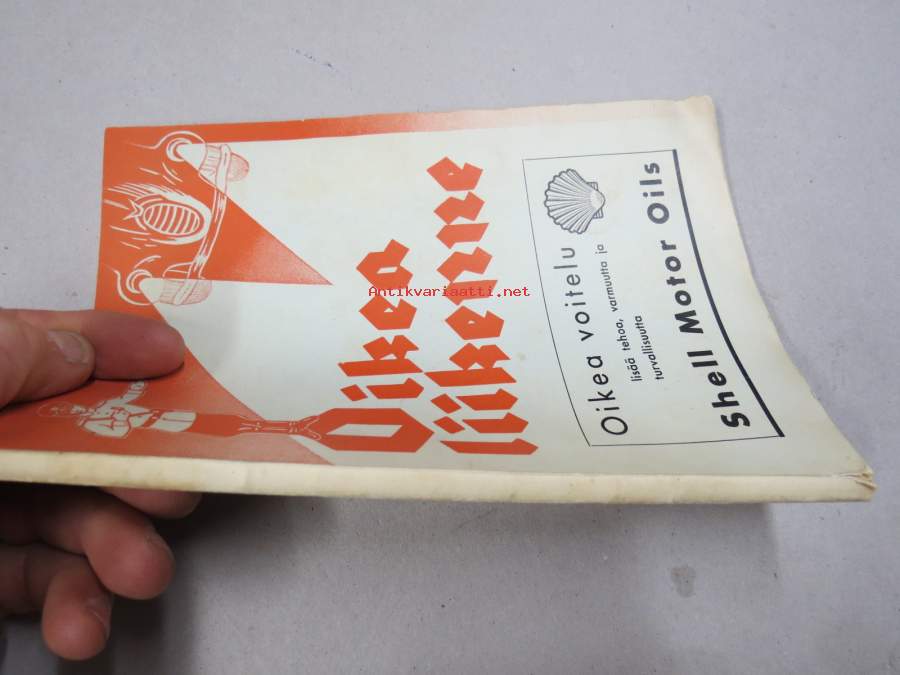 Oikea
liikenne
Oikea voitelu
lisää tehoa, varmuutta ja
turvallisuutta
Shell Motor Oils
Antikvariaatti.net